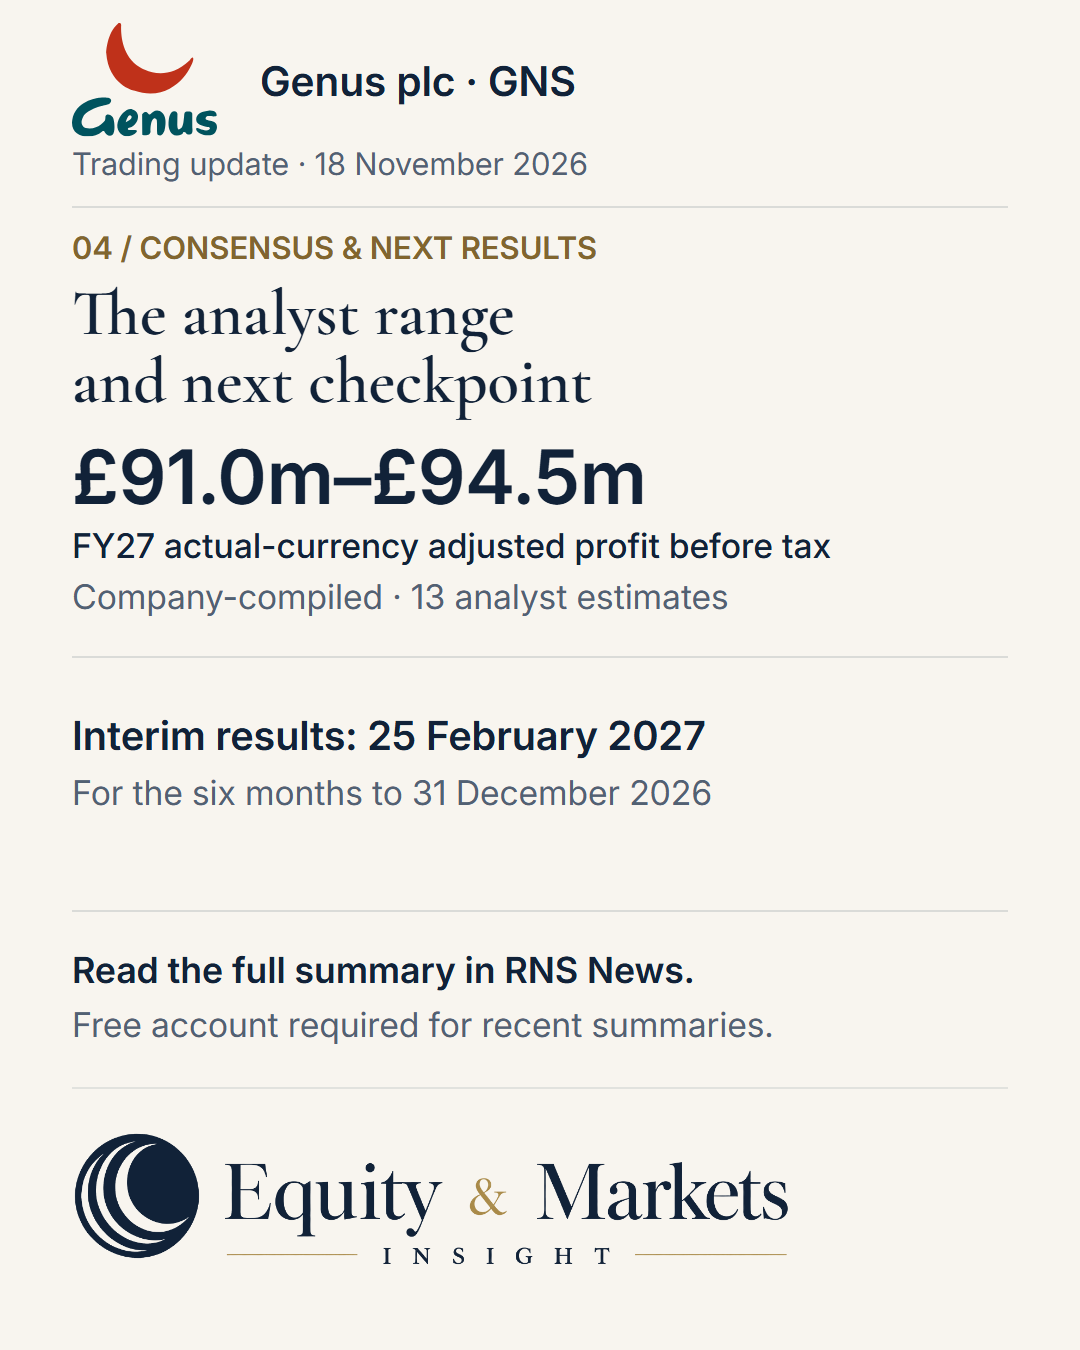 Genus
Genus plc · GNS
Trading update · 18 November 2026
04 / CONSENSUS & NEXT RESULTS
The analyst range
and next checkpoint
£91.0m–£94.5m
FY27 actual-currency adjusted profit before tax
Company-compiled · 13 analyst estimates
Interim results: 25 February 2027
For the six months to 31 December 2026
Read the full summary in RNS News.
Free account required for recent summaries.
Equity & Markets
INSIGHT